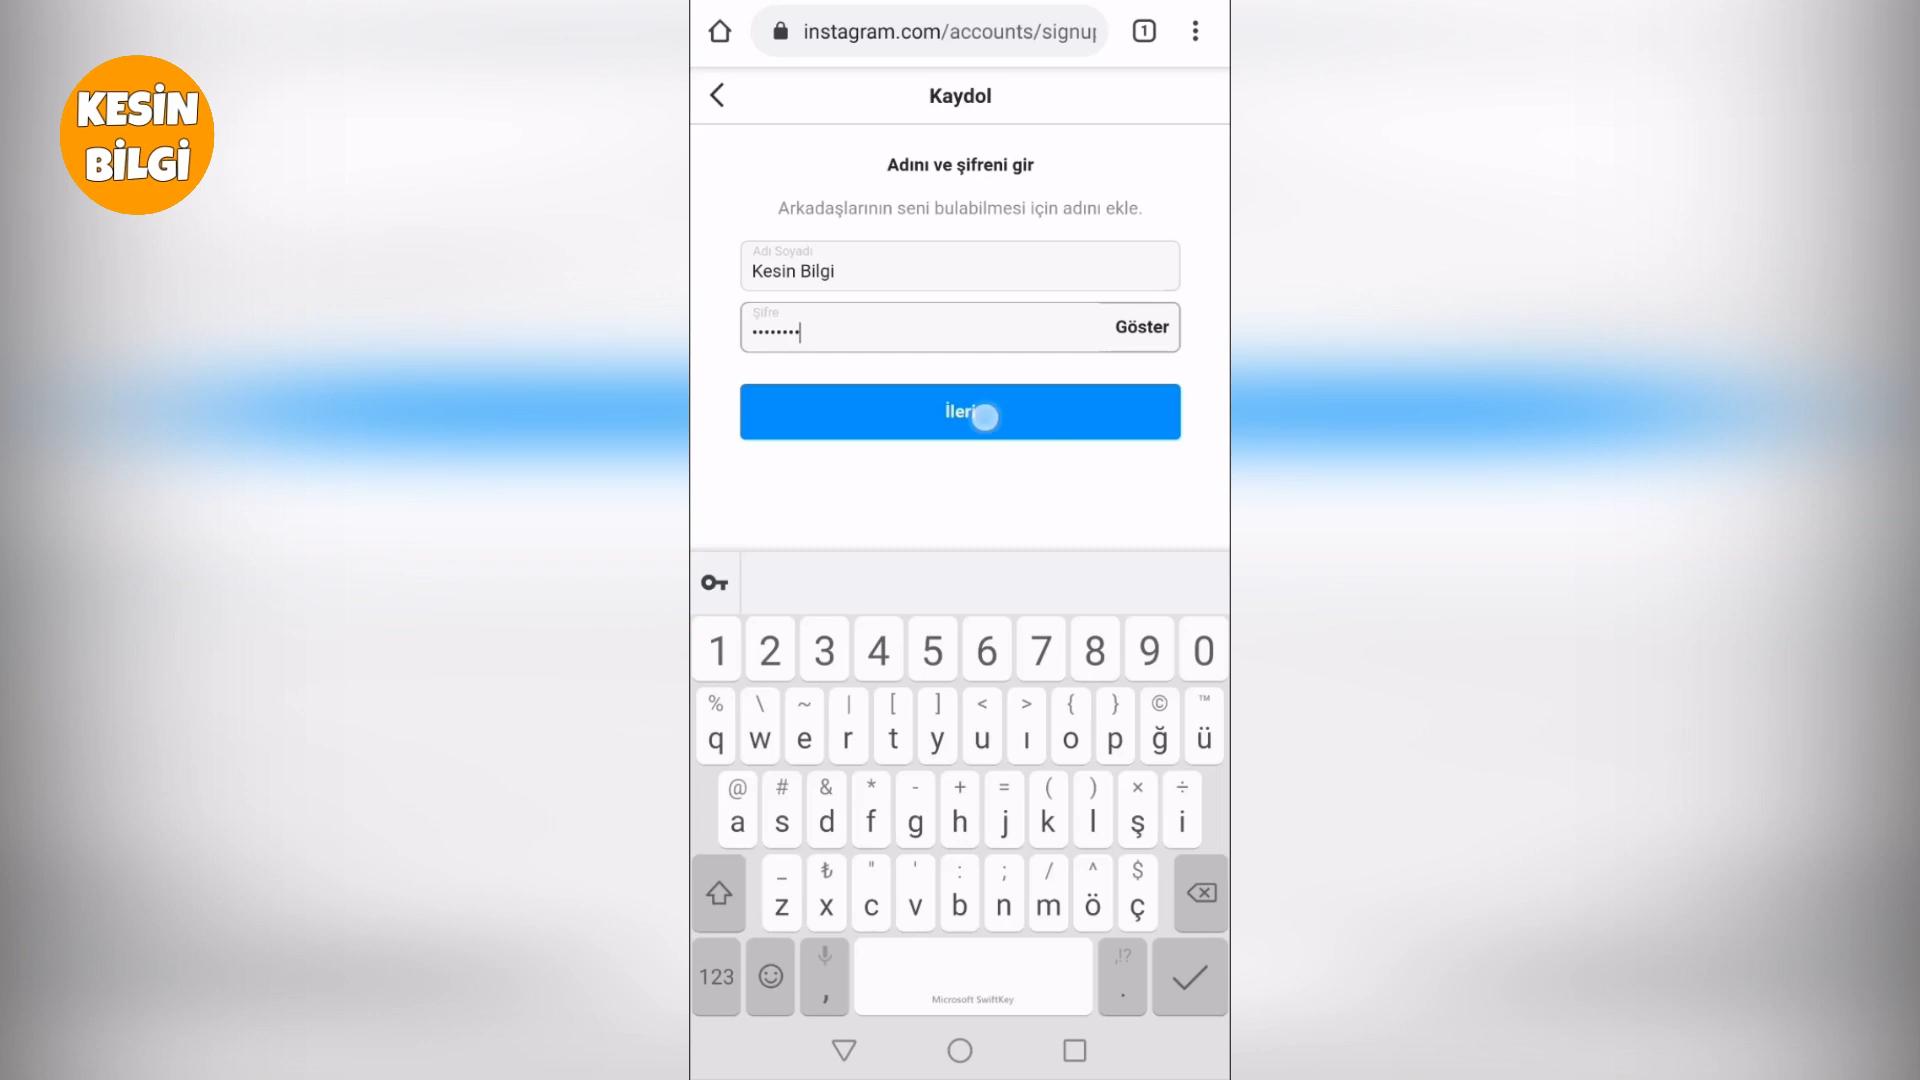 KESİN
BİLGİ
instagram.com/accounts/signup
1
Kaydol
Adını ve şifreni gir
Arkadaşlarının seni bulabilmesi için adını ekle.
Adı Soyadı
Kesin Bilgi
Şifre
••••••••
Göster
İleri
1 2 3 4 5 6 7 8 9 0
% \ ~ | [ ] < > { } © ™
q w e r t y u ı o p ğ ü
@ # & * - + = ( ) × ÷
a s d f g h j k l ş i
_ ₺ " ' : ; / ^ $
z x c v b n m ö ç
123 , Microsoft SwiftKey ,!? .